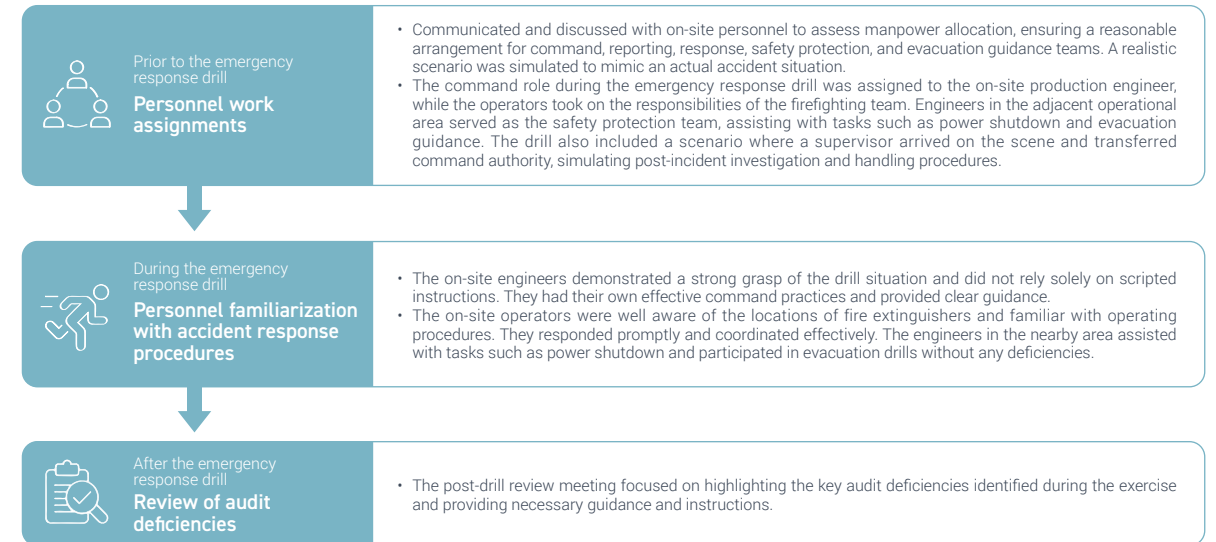 Prior to the emergency
response drill
Personnel work
assignments
• Communicated and discussed with on-site personnel to assess manpower allocation, ensuring a reasonable
arrangement for command, reporting, response, safety protection, and evacuation guidance teams. A realistic
scenario was simulated to mimic an actual accident situation.
• The command role during the emergency response drill was assigned to the on-site production engineer,
while the operators took on the responsibilities of the firefighting team. Engineers in the adjacent operational
area served as the safety protection team, assisting with tasks such as power shutdown and evacuation
guidance. The drill also included a scenario where a supervisor arrived on the scene and transferred
command authority, simulating post-incident investigation and handling procedures.
During the emergency
response drill
Personnel familiarization
with accident response
procedures
• The on-site engineers demonstrated a strong grasp of the drill situation and did not rely solely on scripted
instructions. They had their own effective command practices and provided clear guidance.
• The on-site operators were well aware of the locations of fire extinguishers and familiar with operating
procedures. They responded promptly and coordinated effectively. The engineers in the nearby area assisted
with tasks such as power shutdown and participated in evacuation drills without any deficiencies.
After the emergency
response drill
Review of audit
deficiencies
• The post-drill review meeting focused on highlighting the key audit deficiencies identified during the exercise
and providing necessary guidance and instructions.